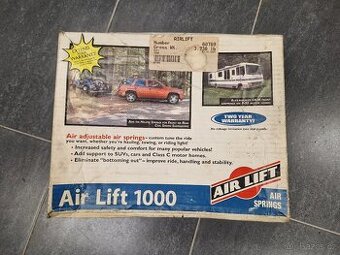 AIRLIFT
Number
60769
TWO YEAR
WARRANTY!
Air adjustable air springs - custom tune the ride
you want, whether you're hauling, towing, or riding light!
• Increased safety and comfort for many popular vehicles!
• Add support to SUVs, cars and Class C motor homes.
• Eliminate "bottoming out" - improve ride, handling and stability.
Air Lift 1000
AIR LIFT
AIR
SPRINGS